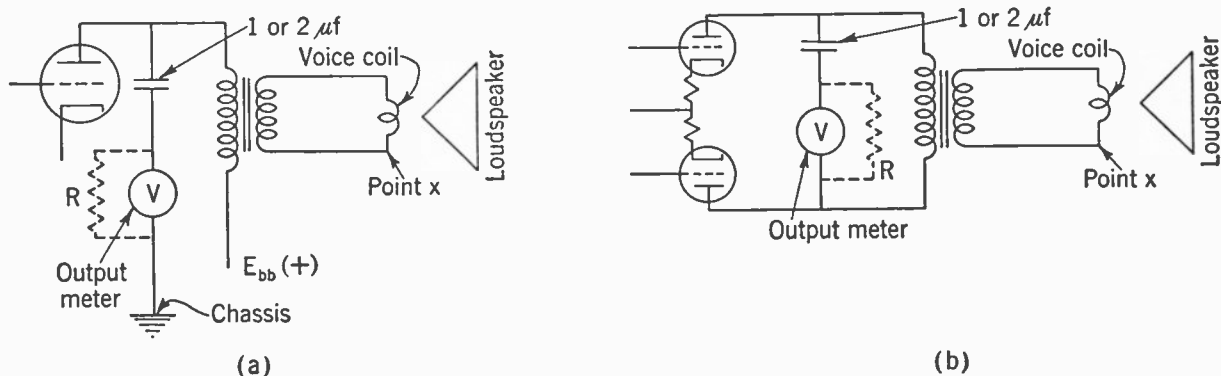 1 or 2 μf
Voice coil
Loudspeaker
R
V
Point x
Output
meter
E_bb (+)
Chassis
(a)
1 or 2 μf
Voice coil
Loudspeaker
V
R
Point x
Output meter
(b)